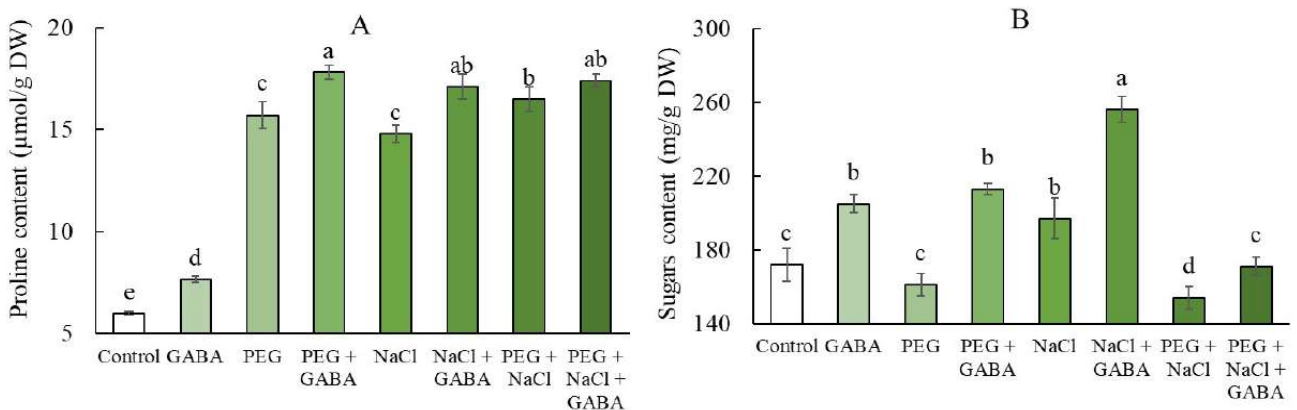 A
Proline content (µmol/g DW)
20
15
10
5
e
d
c
a
c
ab
b
ab
Control GABA PEG PEG + GABA NaCl NaCl + GABA PEG + NaCl PEG + NaCl + GABA
B
Sugars content (mg/g DW)
300
260
220
180
140
c
b
c
b
b
a
d
c
Control GABA PEG PEG + GABA NaCl NaCl + GABA PEG + NaCl PEG + NaCl + GABA